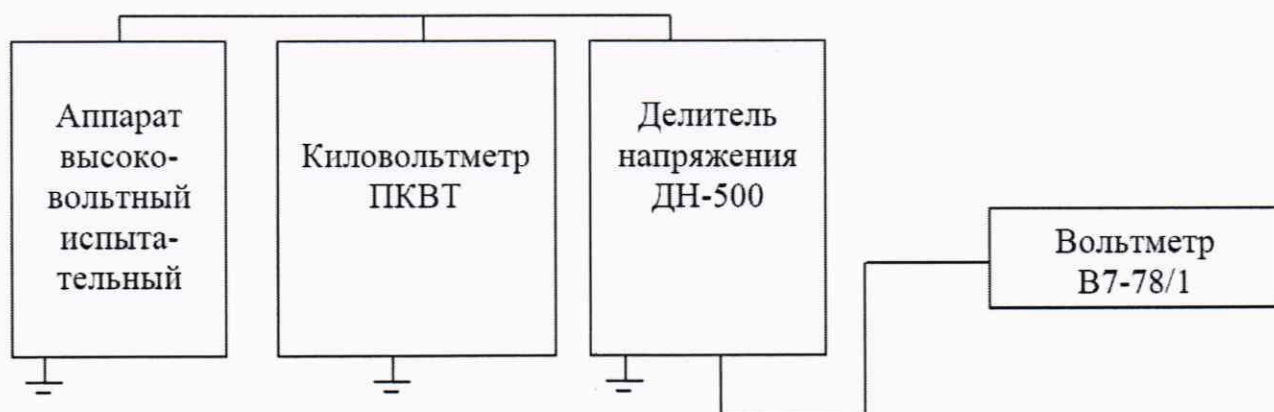 Аппарат
высоко-
вольтный
испыта-
тельный
Киловольтметр
ПКВТ
Делитель
напряжения
ДН-500
Вольтметр
В7-78/1